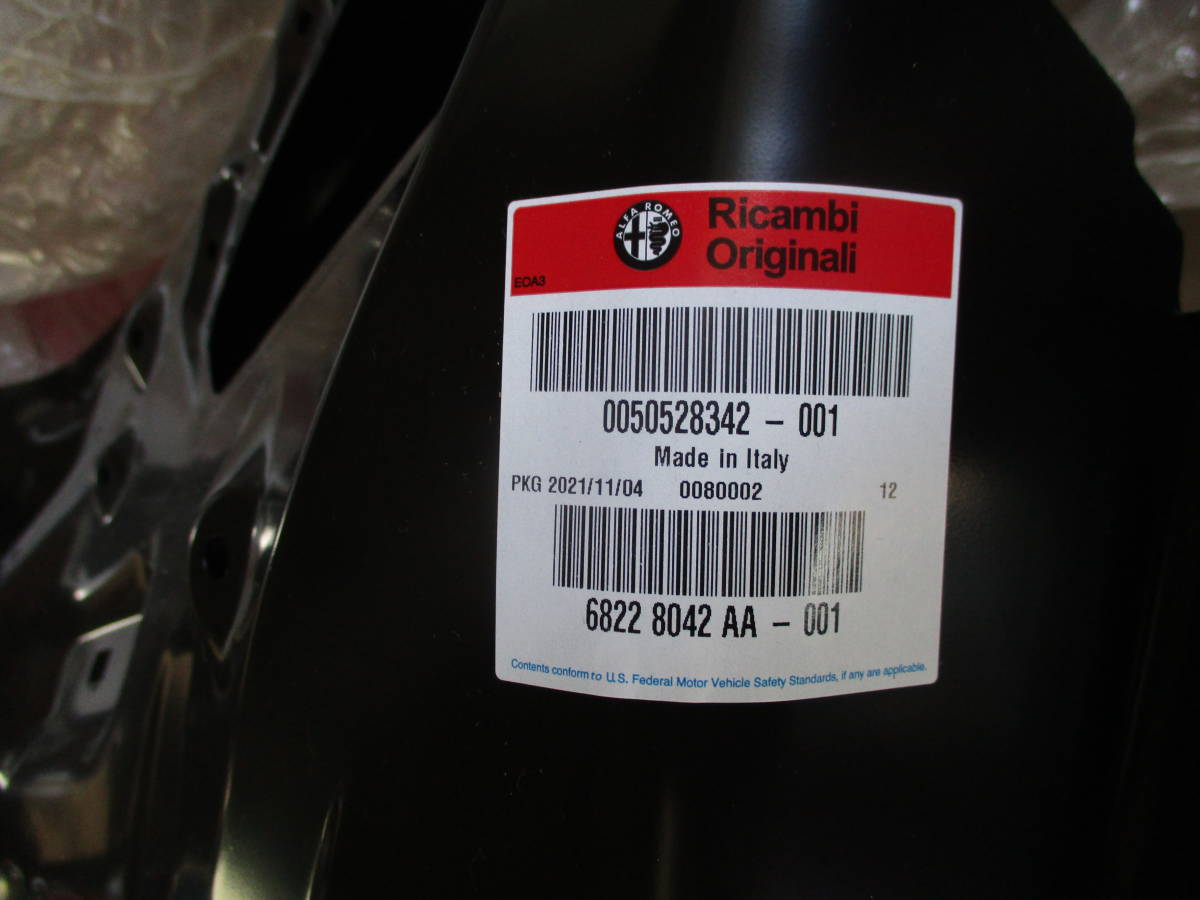 ALFA ROMEO
Ricambi
Originali
EOA3
0050528342 - 001
Made in Italy
PKG 2021/11/04 0080002 12
6822 8042 AA - 001
Contents conform to U.S. Federal Motor Vehicle Safety Standards, if any are applicable.